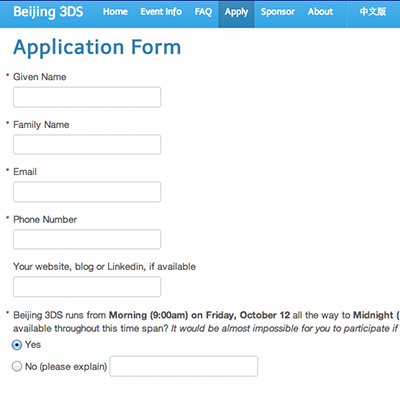 Beijing 3DS Home Event Info FAQ Apply Sponsor About 中文版
Application Form
* Given Name
* Family Name
* Email
* Phone Number
Your website, blog or Linkedin, if available
* Beijing 3DS runs from Morning (9:00am) on Friday, October 12 all the way to Midnight (
available throughout this time span? It would be almost impossible for you to participate if
Yes
No (please explain)